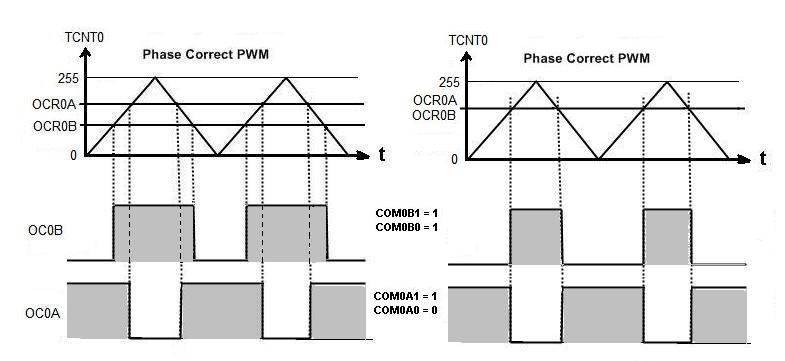 TCNT0
Phase Correct PWM
255
OCR0A
OCR0B
0
t
OC0B
OC0A
COM0B1 = 1
COM0B0 = 1
COM0A1 = 1
COM0A0 = 0
TCNT0
Phase Correct PWM
255
OCR0A
OCR0B
0
t